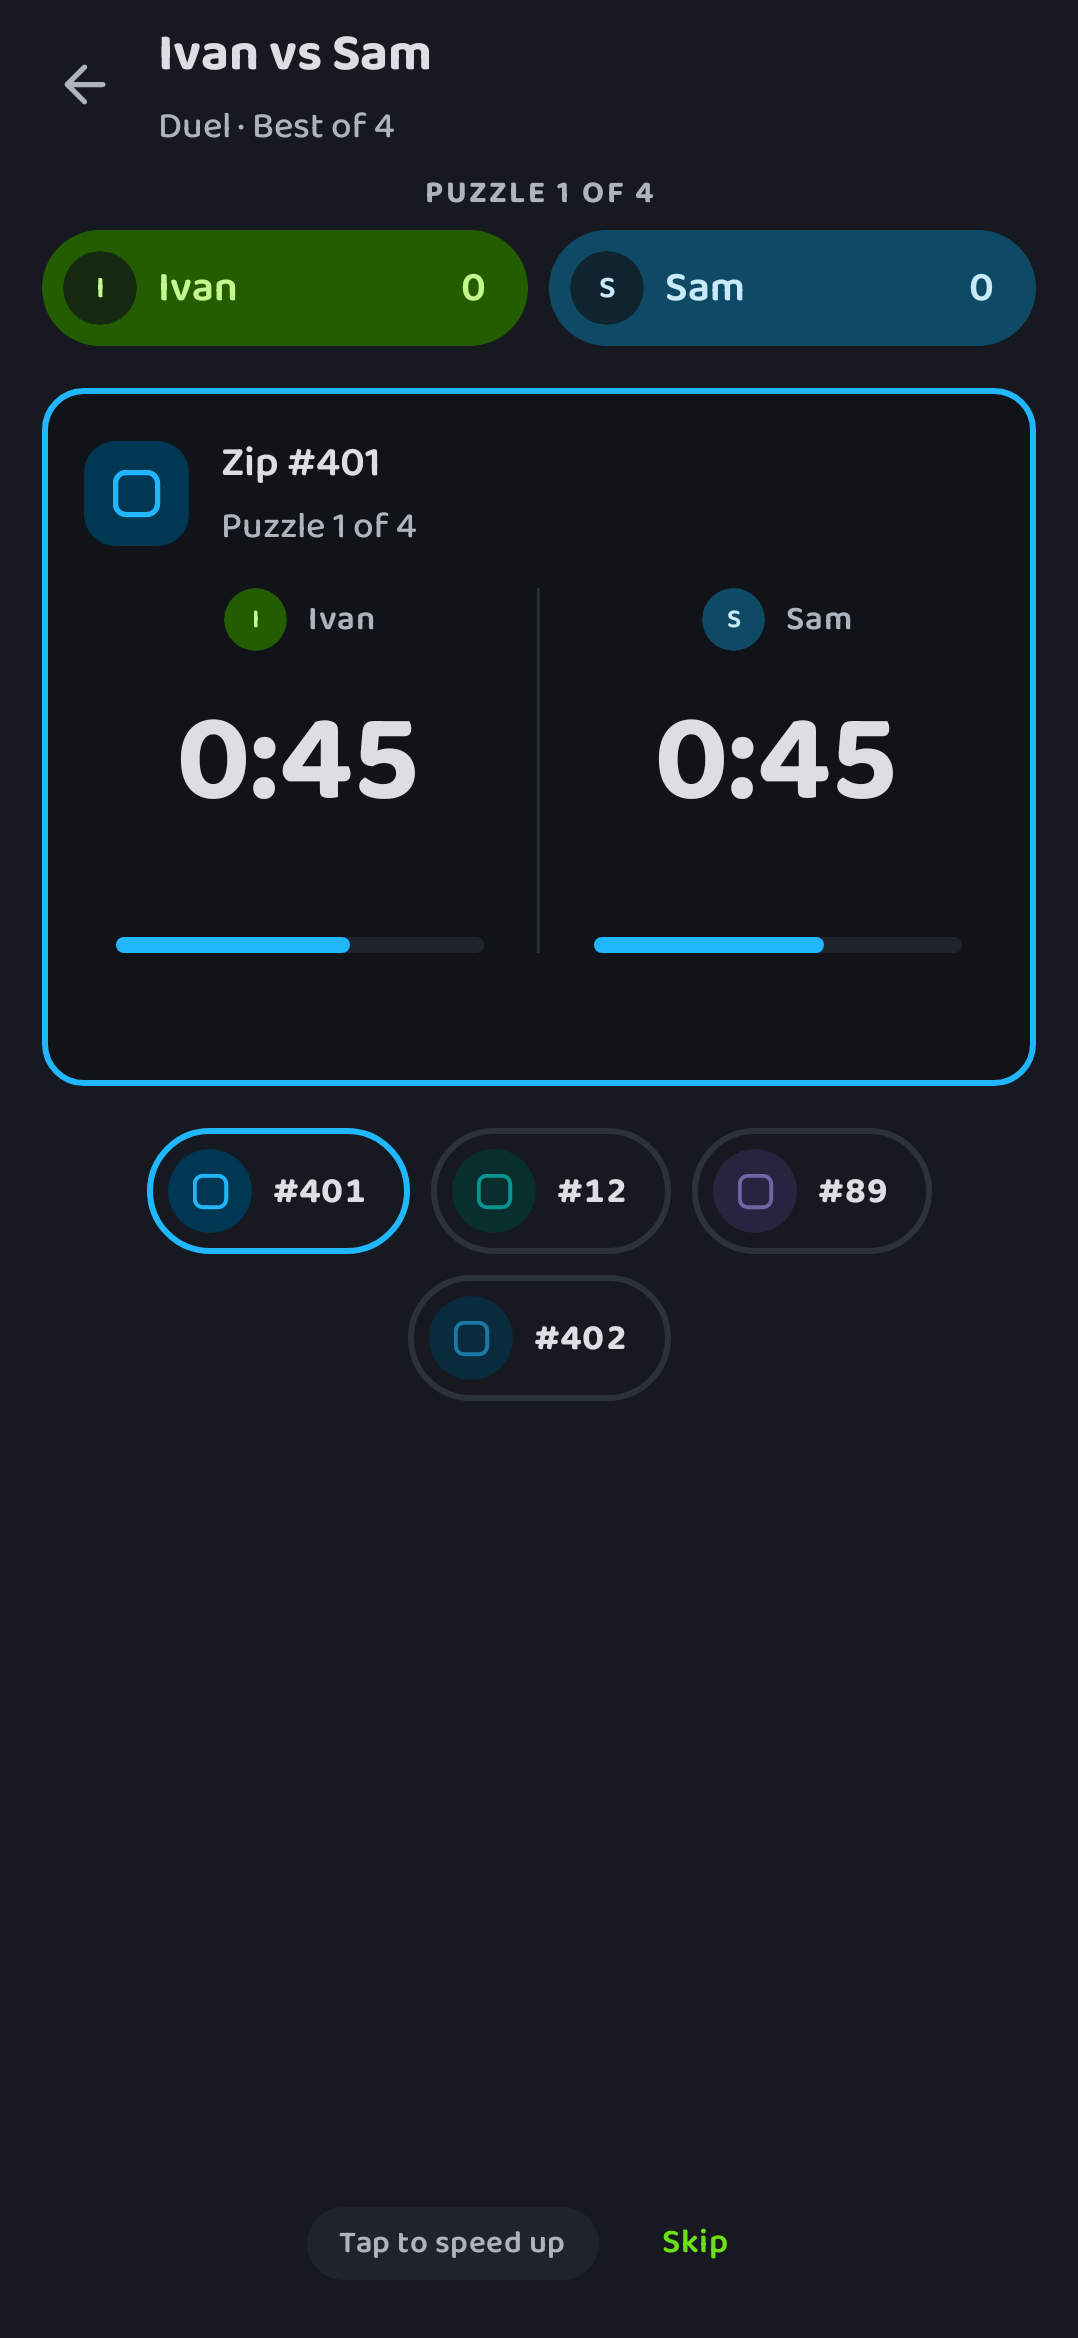 Ivan vs Sam
Duel · Best of 4
PUZZLE 1 OF 4
I Ivan 0
S Sam 0
Zip #401
Puzzle 1 of 4
I Ivan
S Sam
0:45
0:45
#401
#12
#89
#402
Tap to speed up
Skip